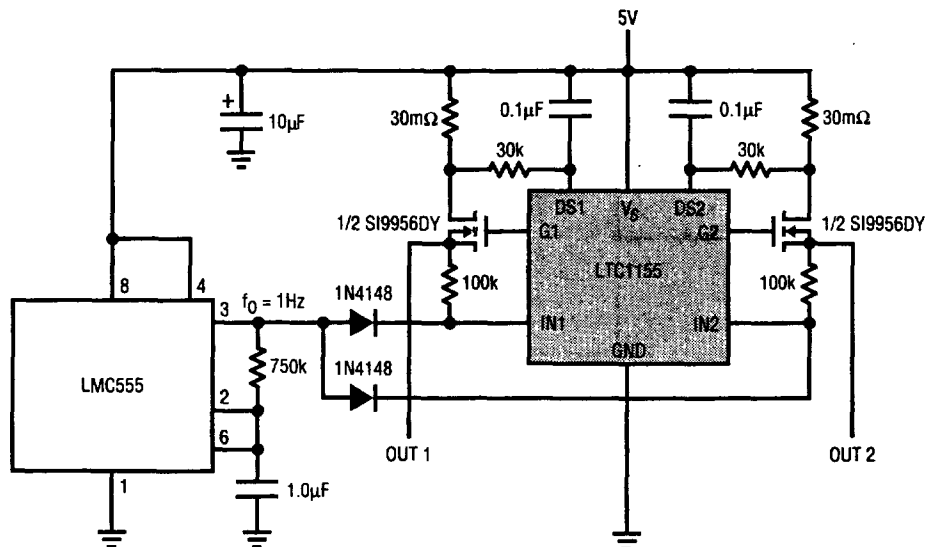 5V
+
10µF
30mΩ
0.1µF
0.1µF
30mΩ
30k
30k
DS1
V_S
DS2
1/2 SI9956DY
G1
G2
1/2 SI9956DY
LTC1155
100k
100k
8
4
3
f_O = 1Hz
1N4148
IN1
IN2
GND
LMC555
750k
1N4148
2
6
OUT 1
OUT 2
1
1.0µF